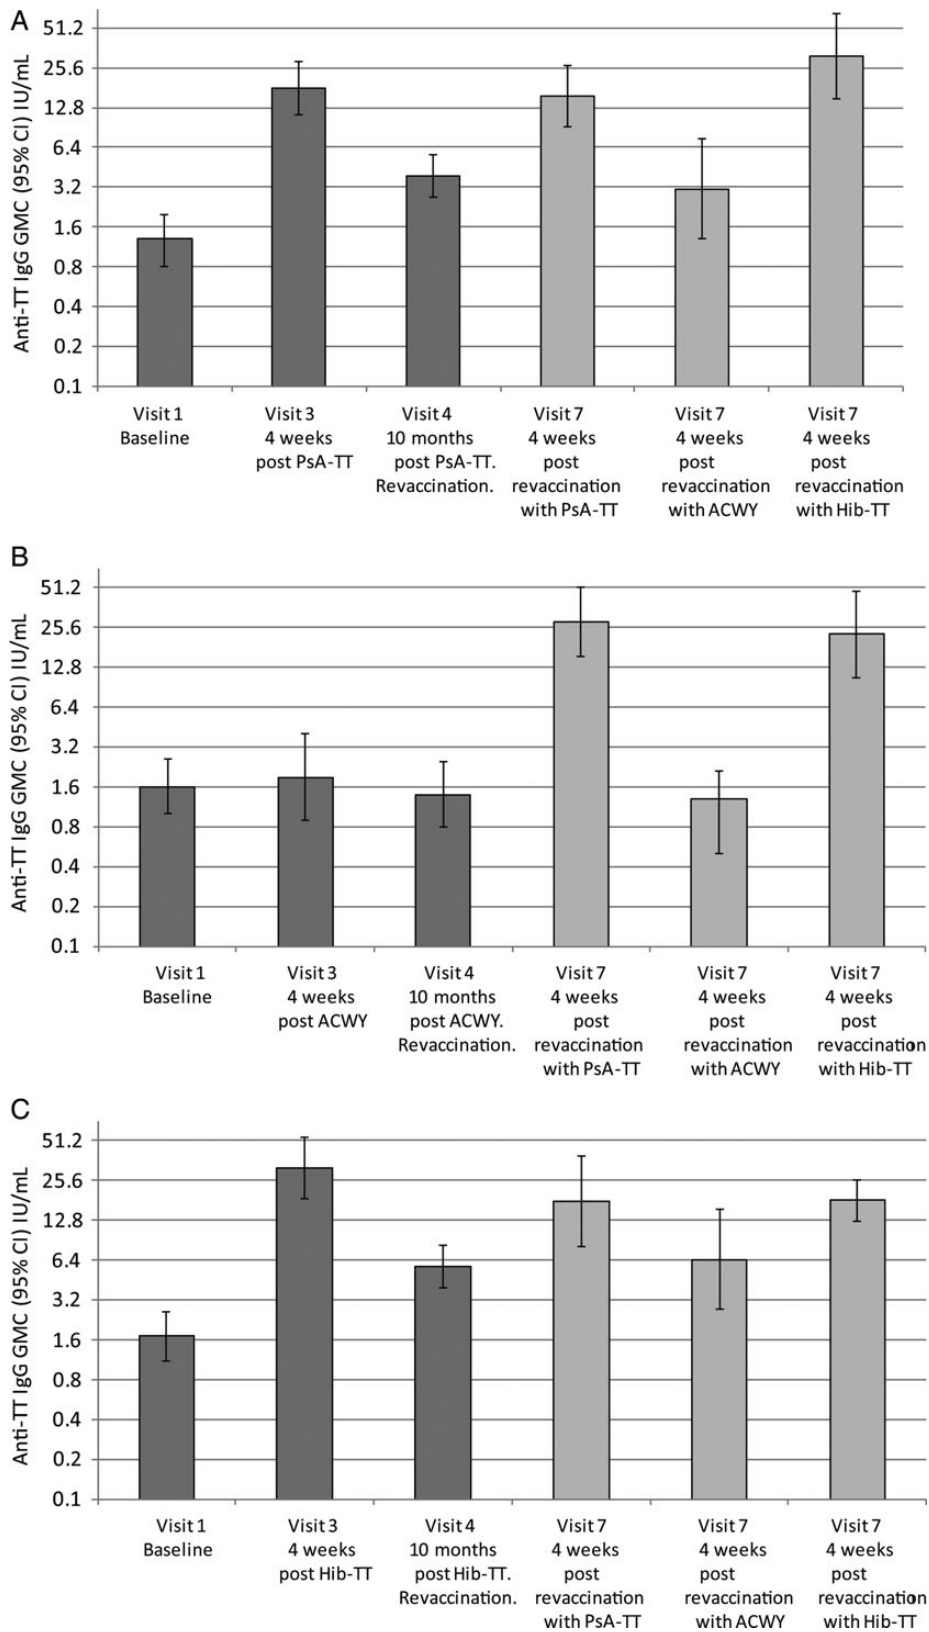 A
Anti-TT IgG GMC (95% CI) IU/mL
51.2
25.6
12.8
6.4
3.2
1.6
0.8
0.4
0.2
0.1
Visit 1
Baseline
Visit 3
4 weeks
post PsA-TT
Visit 4
10 months
post PsA-TT.
Revaccination.
Visit 7
4 weeks
post
revaccination
with PsA-TT
Visit 7
4 weeks
post
revaccination
with ACWY
Visit 7
4 weeks
post
revaccination
with Hib-TT
B
Anti-TT IgG GMC (95% CI) IU/mL
51.2
25.6
12.8
6.4
3.2
1.6
0.8
0.4
0.2
0.1
Visit 1
Baseline
Visit 3
4 weeks
post ACWY
Visit 4
10 months
post ACWY.
Revaccination.
Visit 7
4 weeks
post
revaccination
with PsA-TT
Visit 7
4 weeks
post
revaccination
with ACWY
Visit 7
4 weeks
post
revaccination
with Hib-TT
C
Anti-TT IgG GMC (95% CI) IU/mL
51.2
25.6
12.8
6.4
3.2
1.6
0.8
0.4
0.2
0.1
Visit 1
Baseline
Visit 3
4 weeks
post Hib-TT
Visit 4
10 months
post Hib-TT.
Revaccination.
Visit 7
4 weeks
post
revaccination
with PsA-TT
Visit 7
4 weeks
post
revaccination
with ACWY
Visit 7
4 weeks
post
revaccination
with Hib-TT